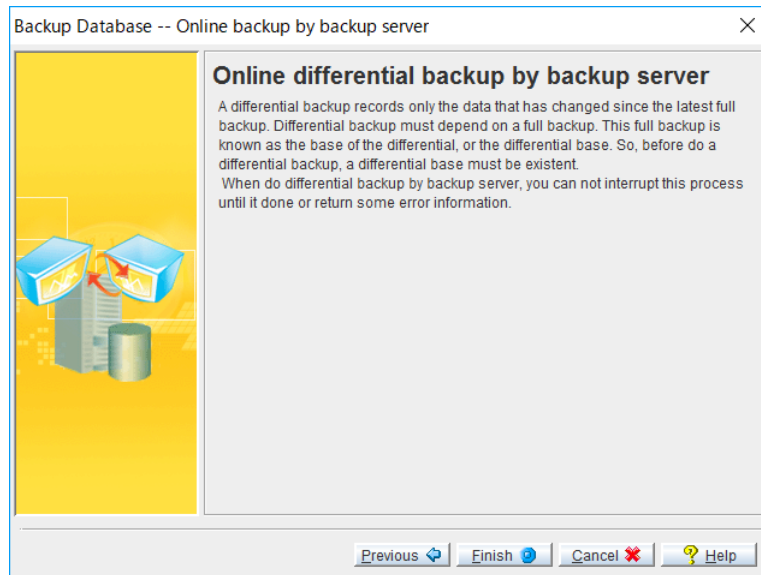 Backup Database -- Online backup by backup server
Online differential backup by backup server
A differential backup records only the data that has changed since the latest full
backup. Differential backup must depend on a full backup. This full backup is
known as the base of the differential, or the differential base. So, before do a
differential backup, a differential base must be existent.
When do differential backup by backup server, you can not interrupt this process
until it done or return some error information.
Previous
Finish
Cancel
Help